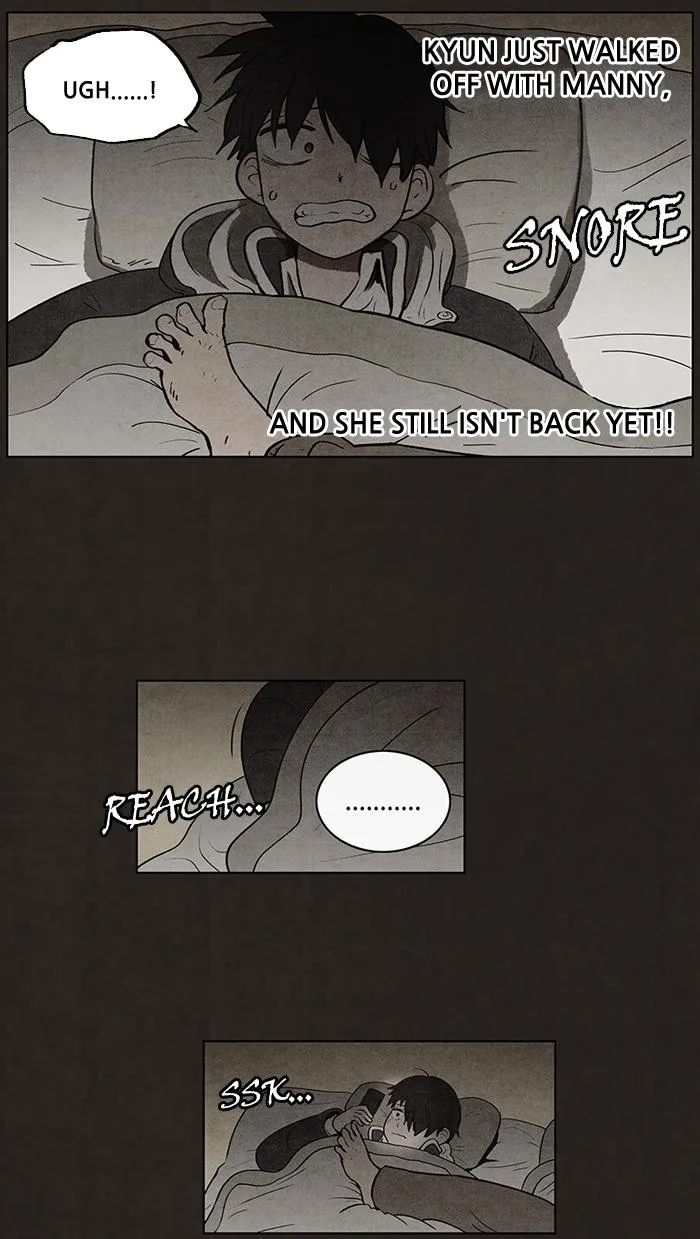 UGH......!
KYUN JUST WALKED
OFF WITH MANNY,
SNORE
AND SHE STILL ISN'T BACK YET!!
REACH...
............
SSK...